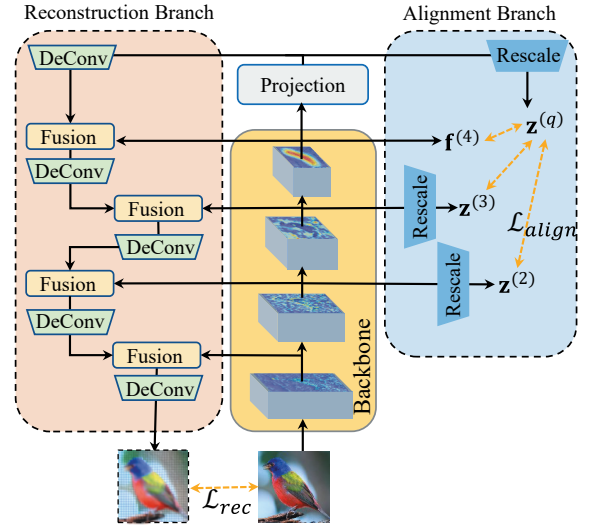 Reconstruction Branch
Alignment Branch
DeConv
Projection
Rescale
Fusion
f⁽⁴⁾
z⁽q⁾
DeConv
Fusion
Rescale
z⁽³⁾
ℒalign
DeConv
Fusion
Rescale
z⁽²⁾
DeConv
Fusion
Backbone
DeConv
ℒrec